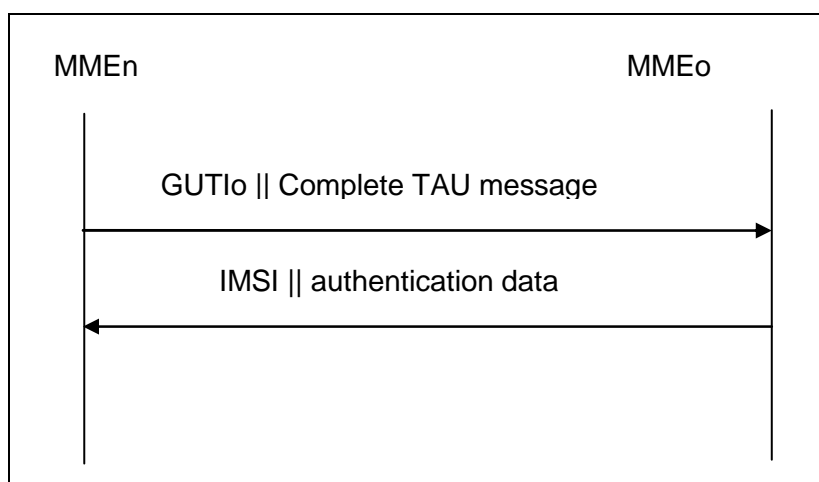 MMEn
MMEo
GUTIo || Complete TAU message
IMSI || authentication data